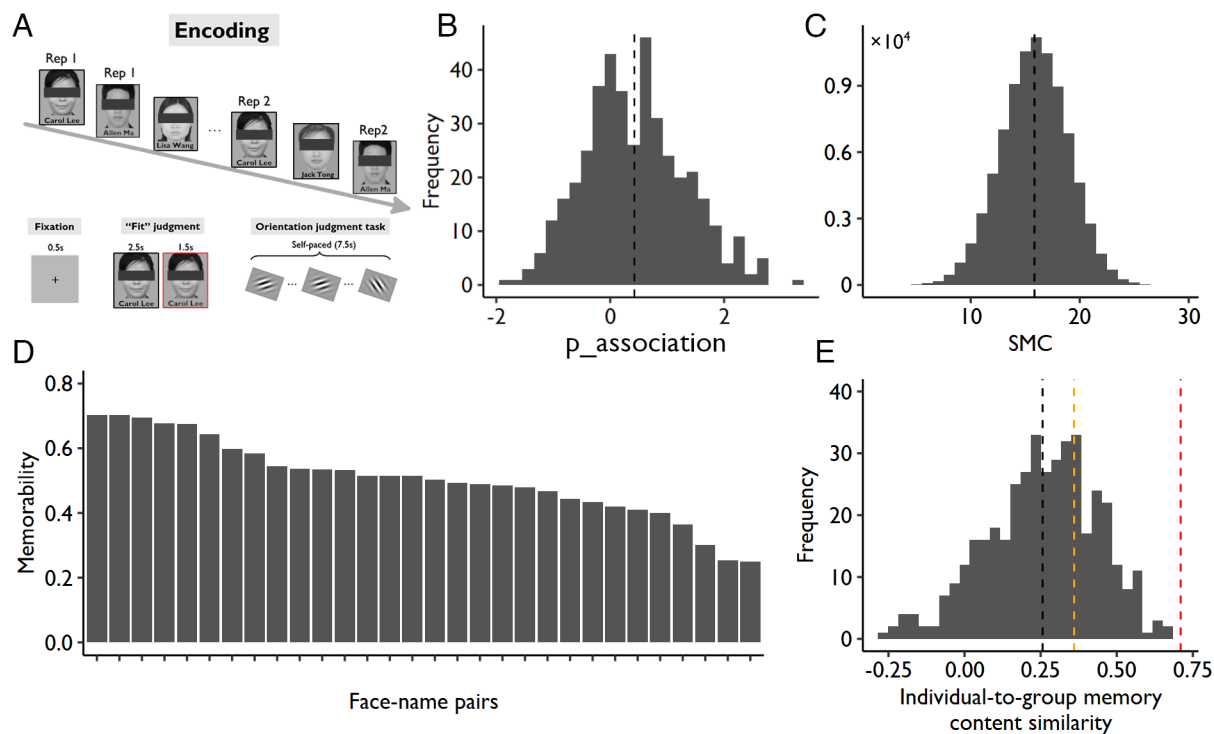 A
Encoding
Rep 1
Carol Lee
Rep 1
Allen Ma
Lisa Wang
...
Rep 2
Carol Lee
Jack Tong
Rep2
Allen Ma
Fixation
0.5s
+
“Fit” judgment
2.5s
1.5s
Carol Lee
Carol Lee
Orientation judgment task
Self-paced (7.5s)
... ...
B
Frequency
40
30
20
10
0
-2
0
2
p_association
C
×10⁴
0.9
0.6
0.3
0
10
20
30
SMC
D
Memorability
0.8
0.6
0.4
0.2
0.0
Face-name pairs
E
Frequency
40
30
20
10
0
-0.25
0.00
0.25
0.50
0.75
Individual-to-group memory
content similarity